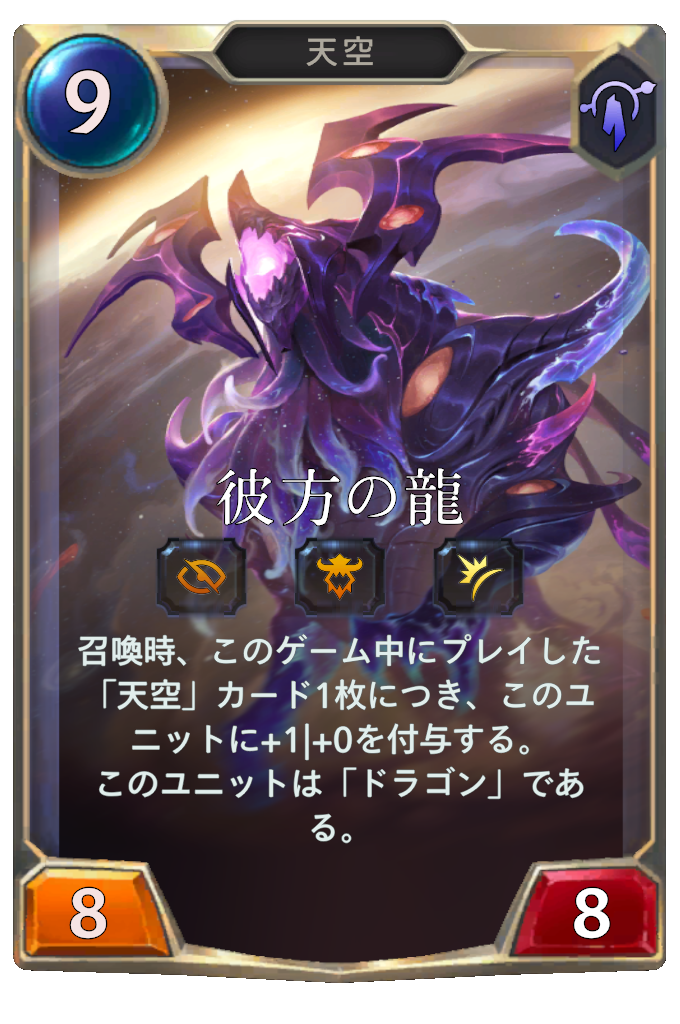 天空
9
彼方の龍
召喚時、このゲーム中にプレイした
「天空」カード1枚につき、このユ
ニットに+1|+0を付与する。
このユニットは「ドラゴン」であ
る。
8
8